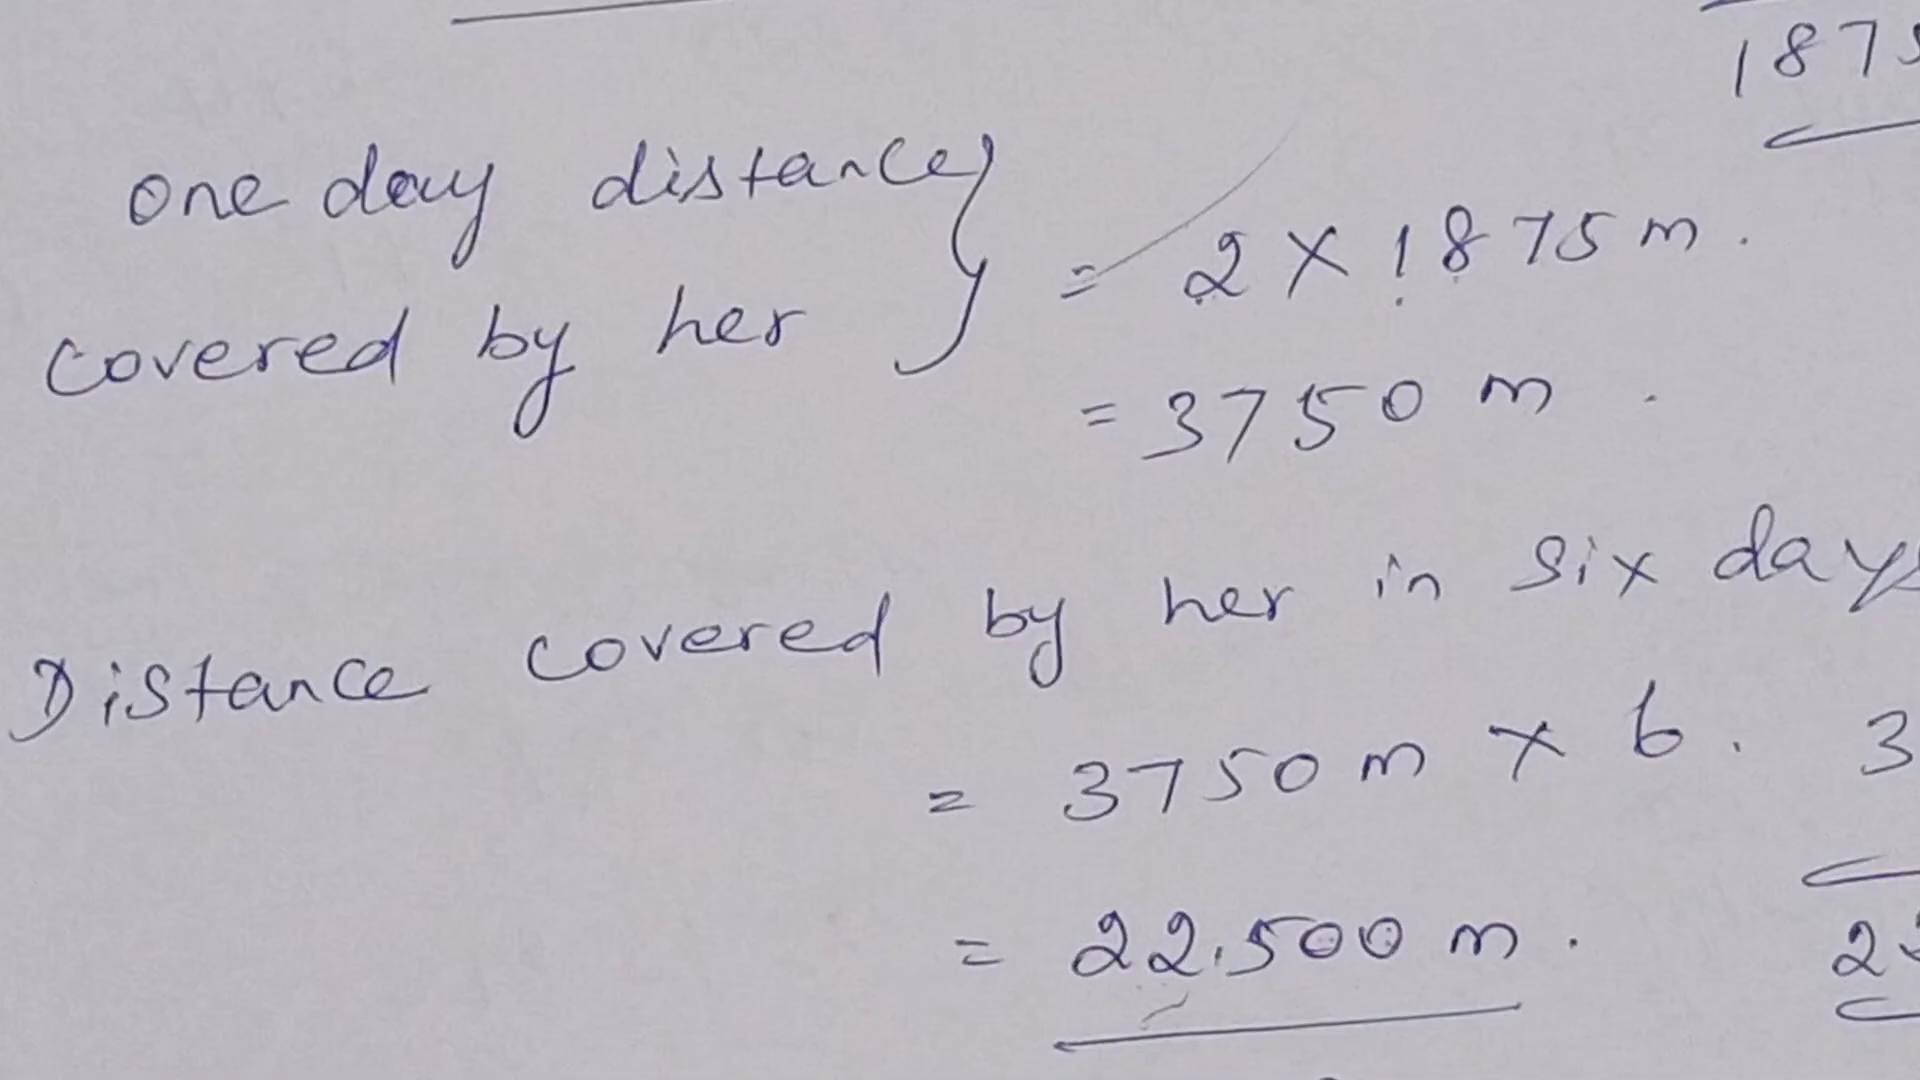 1875
one day distance
covered by her } = 2 × 1875 m.
= 3750 m.
Distance covered by her in six days
= 3750 m × 6. 3
= 22,500 m. 2